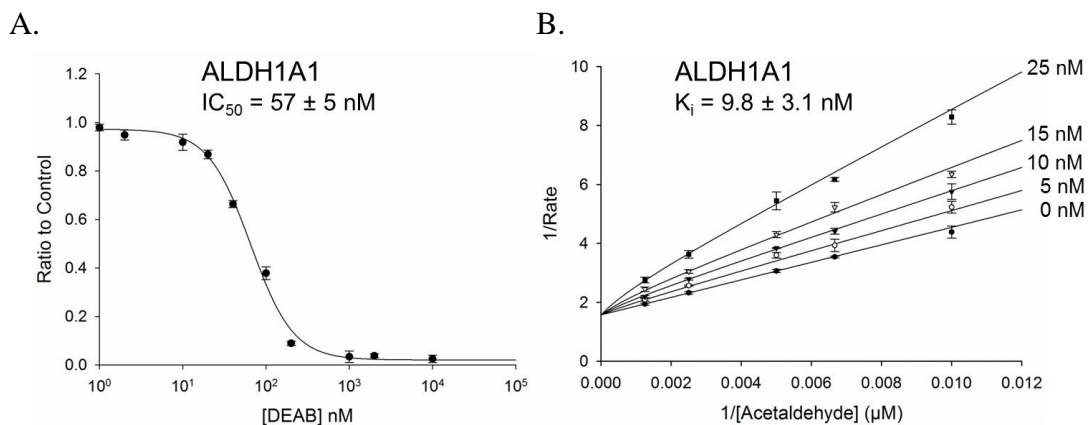 A.
ALDH1A1
IC50 = 57 ± 5 nM
Ratio to Control
1.2
1.0
0.8
0.6
0.4
0.2
0.0
10^0
10^1
10^2
10^3
10^4
10^5
[DEAB] nM
B.
ALDH1A1
Ki = 9.8 ± 3.1 nM
1/Rate
10
8
6
4
2
0
25 nM
15 nM
10 nM
5 nM
0 nM
0.000
0.002
0.004
0.006
0.008
0.010
0.012
1/[Acetaldehyde] (µM)